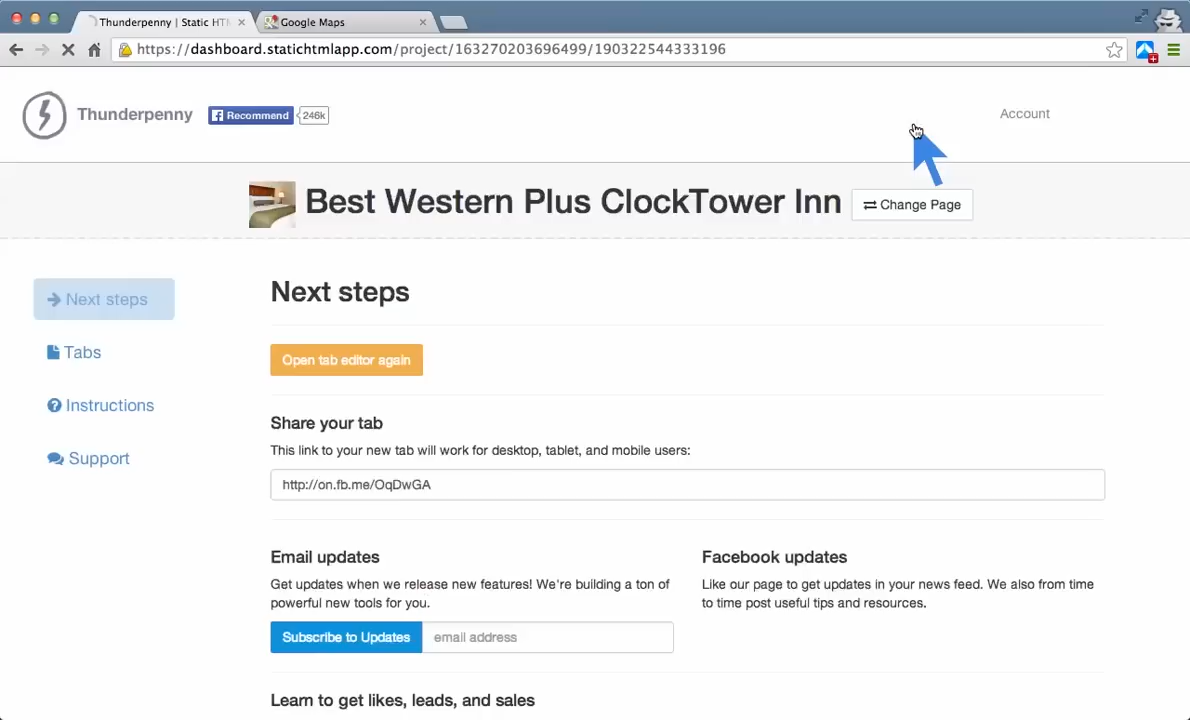 Thunderpenny | Static HTM
Google Maps
https://dashboard.statichtmlapp.com/project/163270203696499/190322544333196
Thunderpenny
Recommend
246k
Account
Best Western Plus ClockTower Inn
Change Page
Next steps
Tabs
Instructions
Support
Next steps
Open tab editor again
Share your tab
This link to your new tab will work for desktop, tablet, and mobile users:
http://on.fb.me/OqDwGA
Email updates
Get updates when we release new features! We're building a ton of
powerful new tools for you.
Subscribe to Updates
email address
Facebook updates
Like our page to get updates in your news feed. We also from time
to time post useful tips and resources.
Learn to get likes, leads, and sales